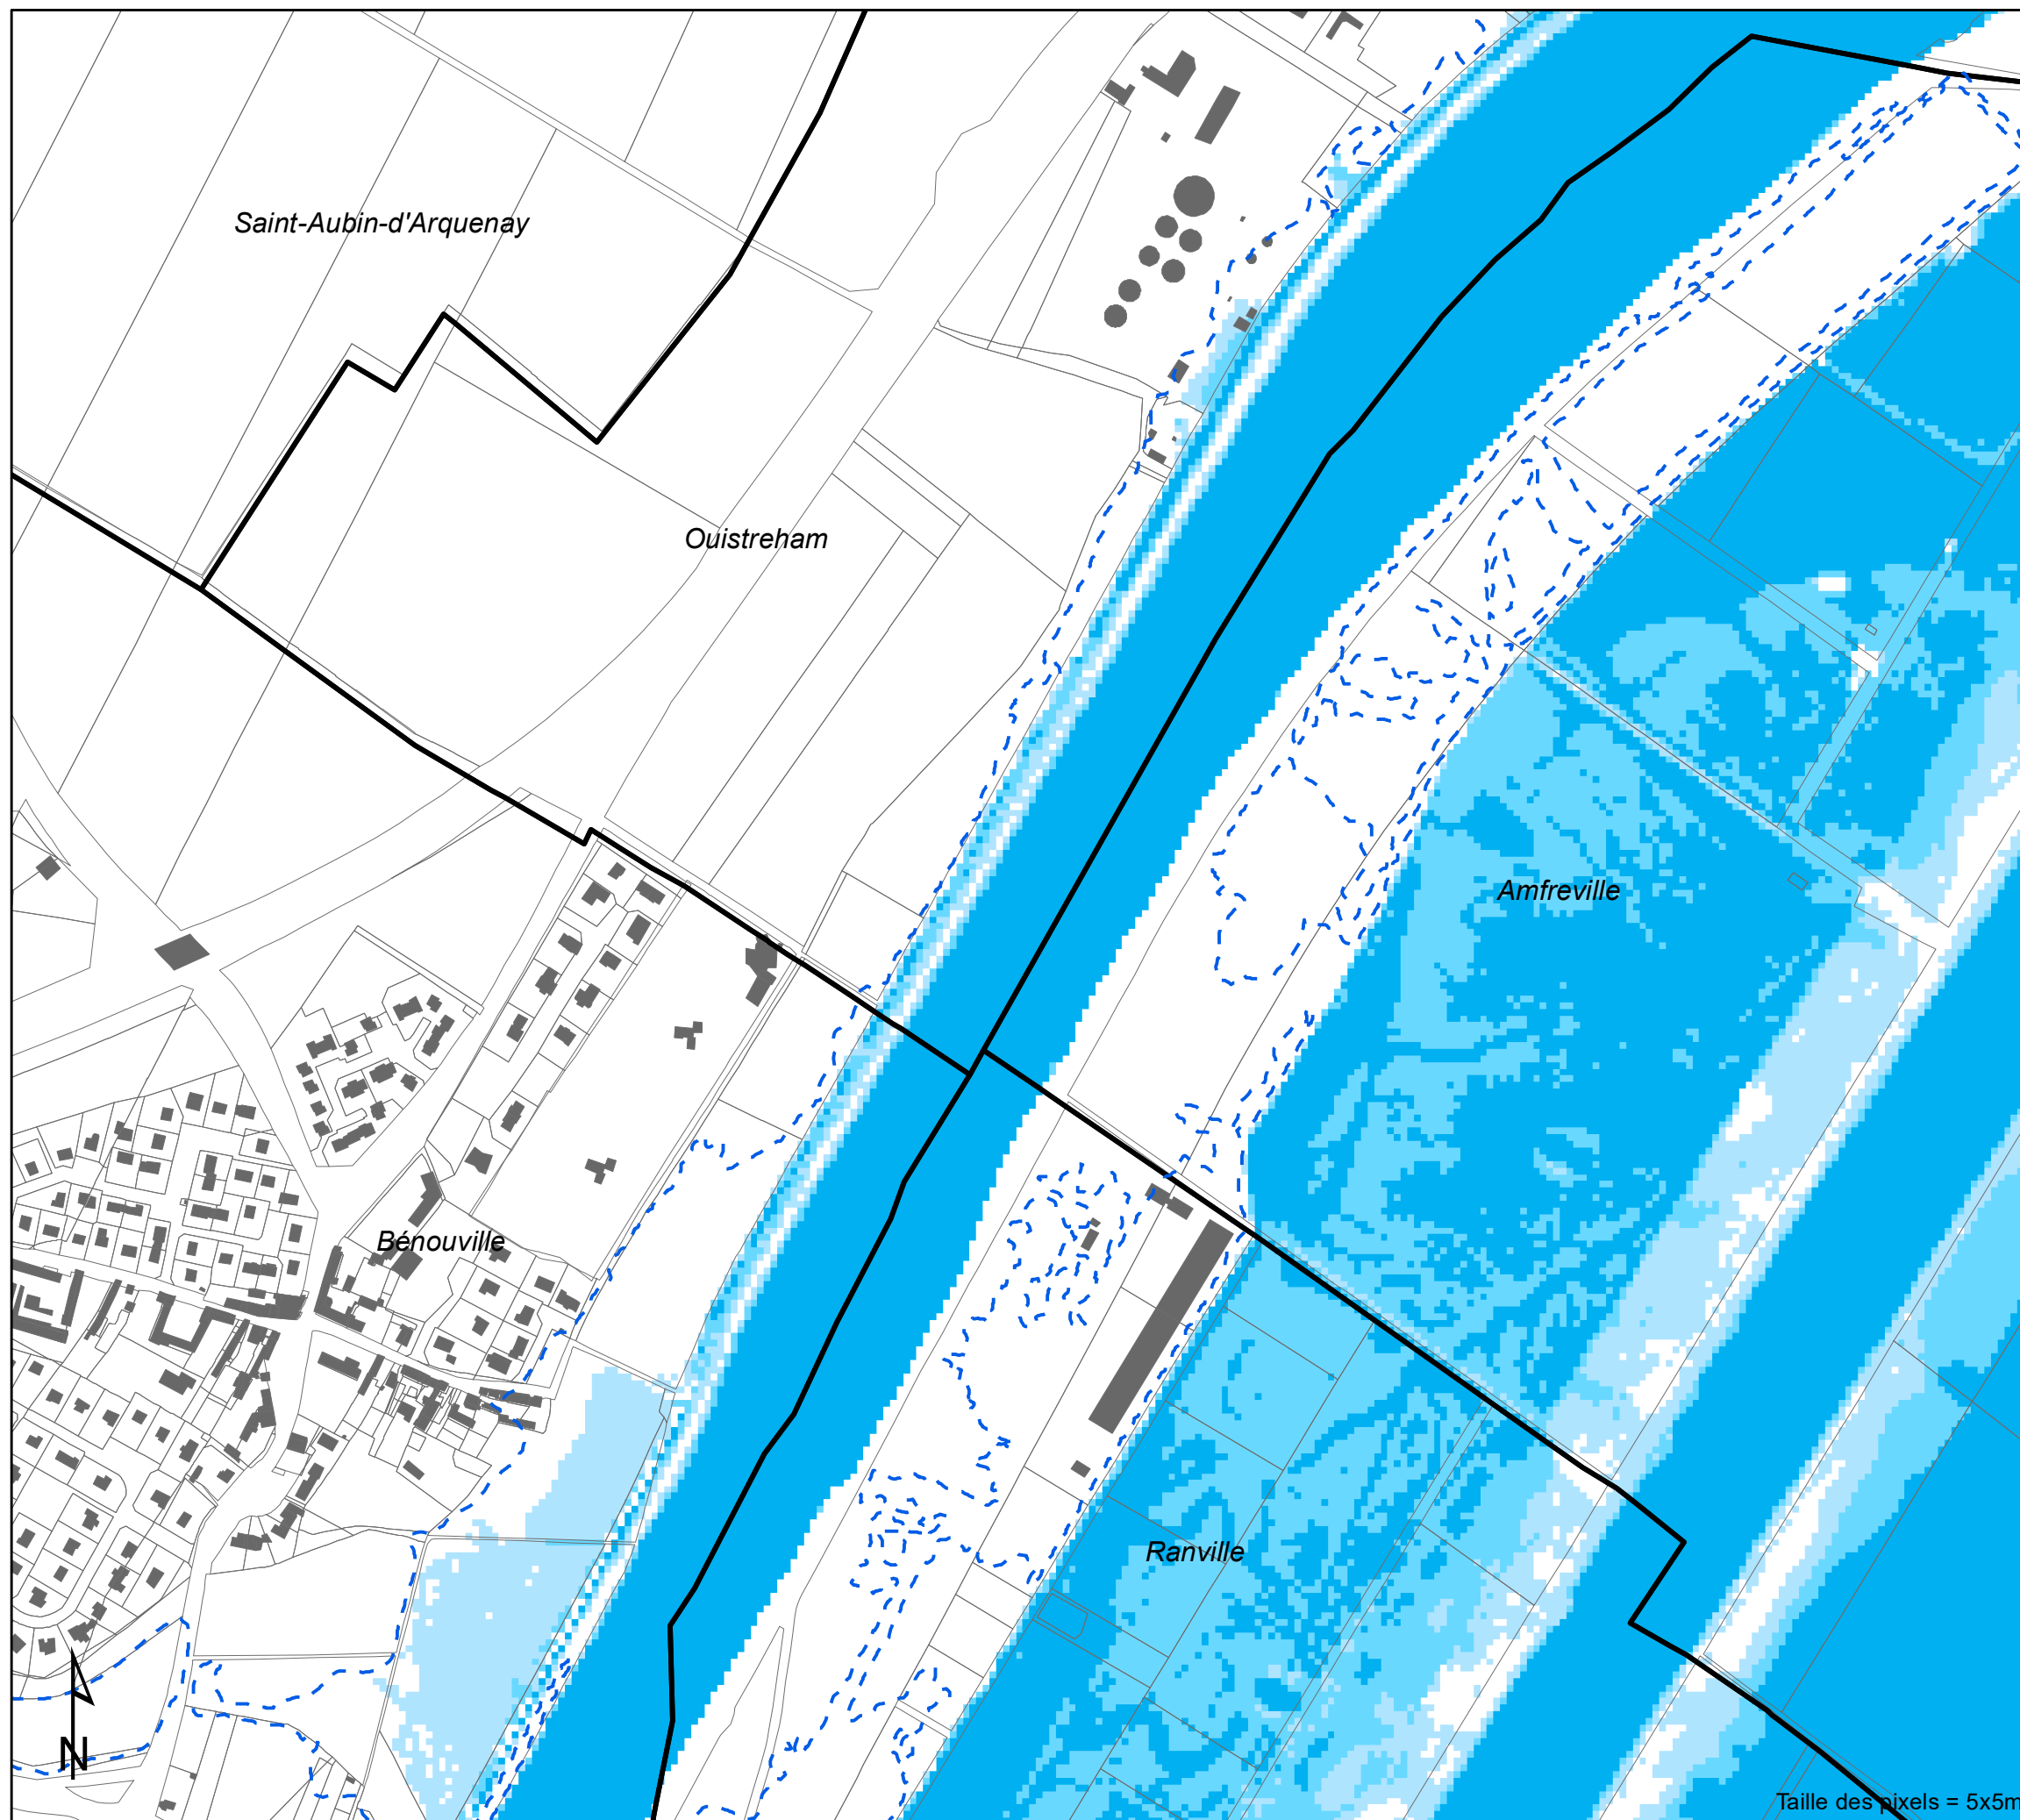 Saint-Aubin-d'Arquenay
Ouistreham
Amfreville
Bénouville
Ranville
N
Taille des pixels = 5x5m